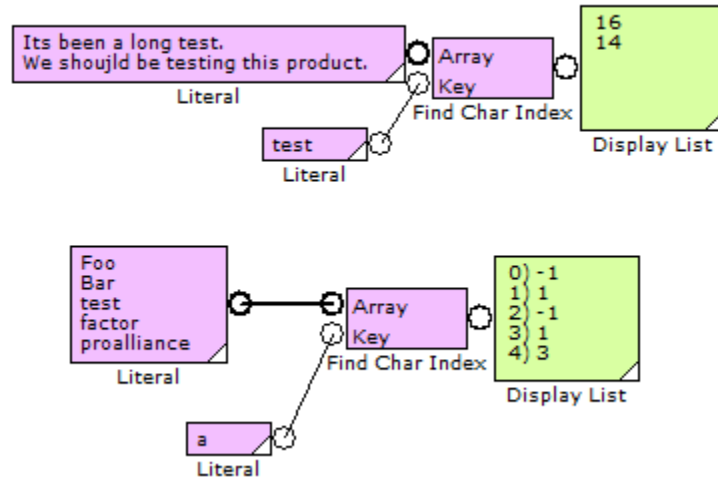 Its been a long test.
We shoujld be testing this product.
Literal
Array
Key
Find Char Index
16
14
Display List
test
Literal
Foo
Bar
test
factor
proalliance
Literal
Array
Key
Find Char Index
0) -1
1) 1
2) -1
3) 1
4) 3
Display List
a
Literal